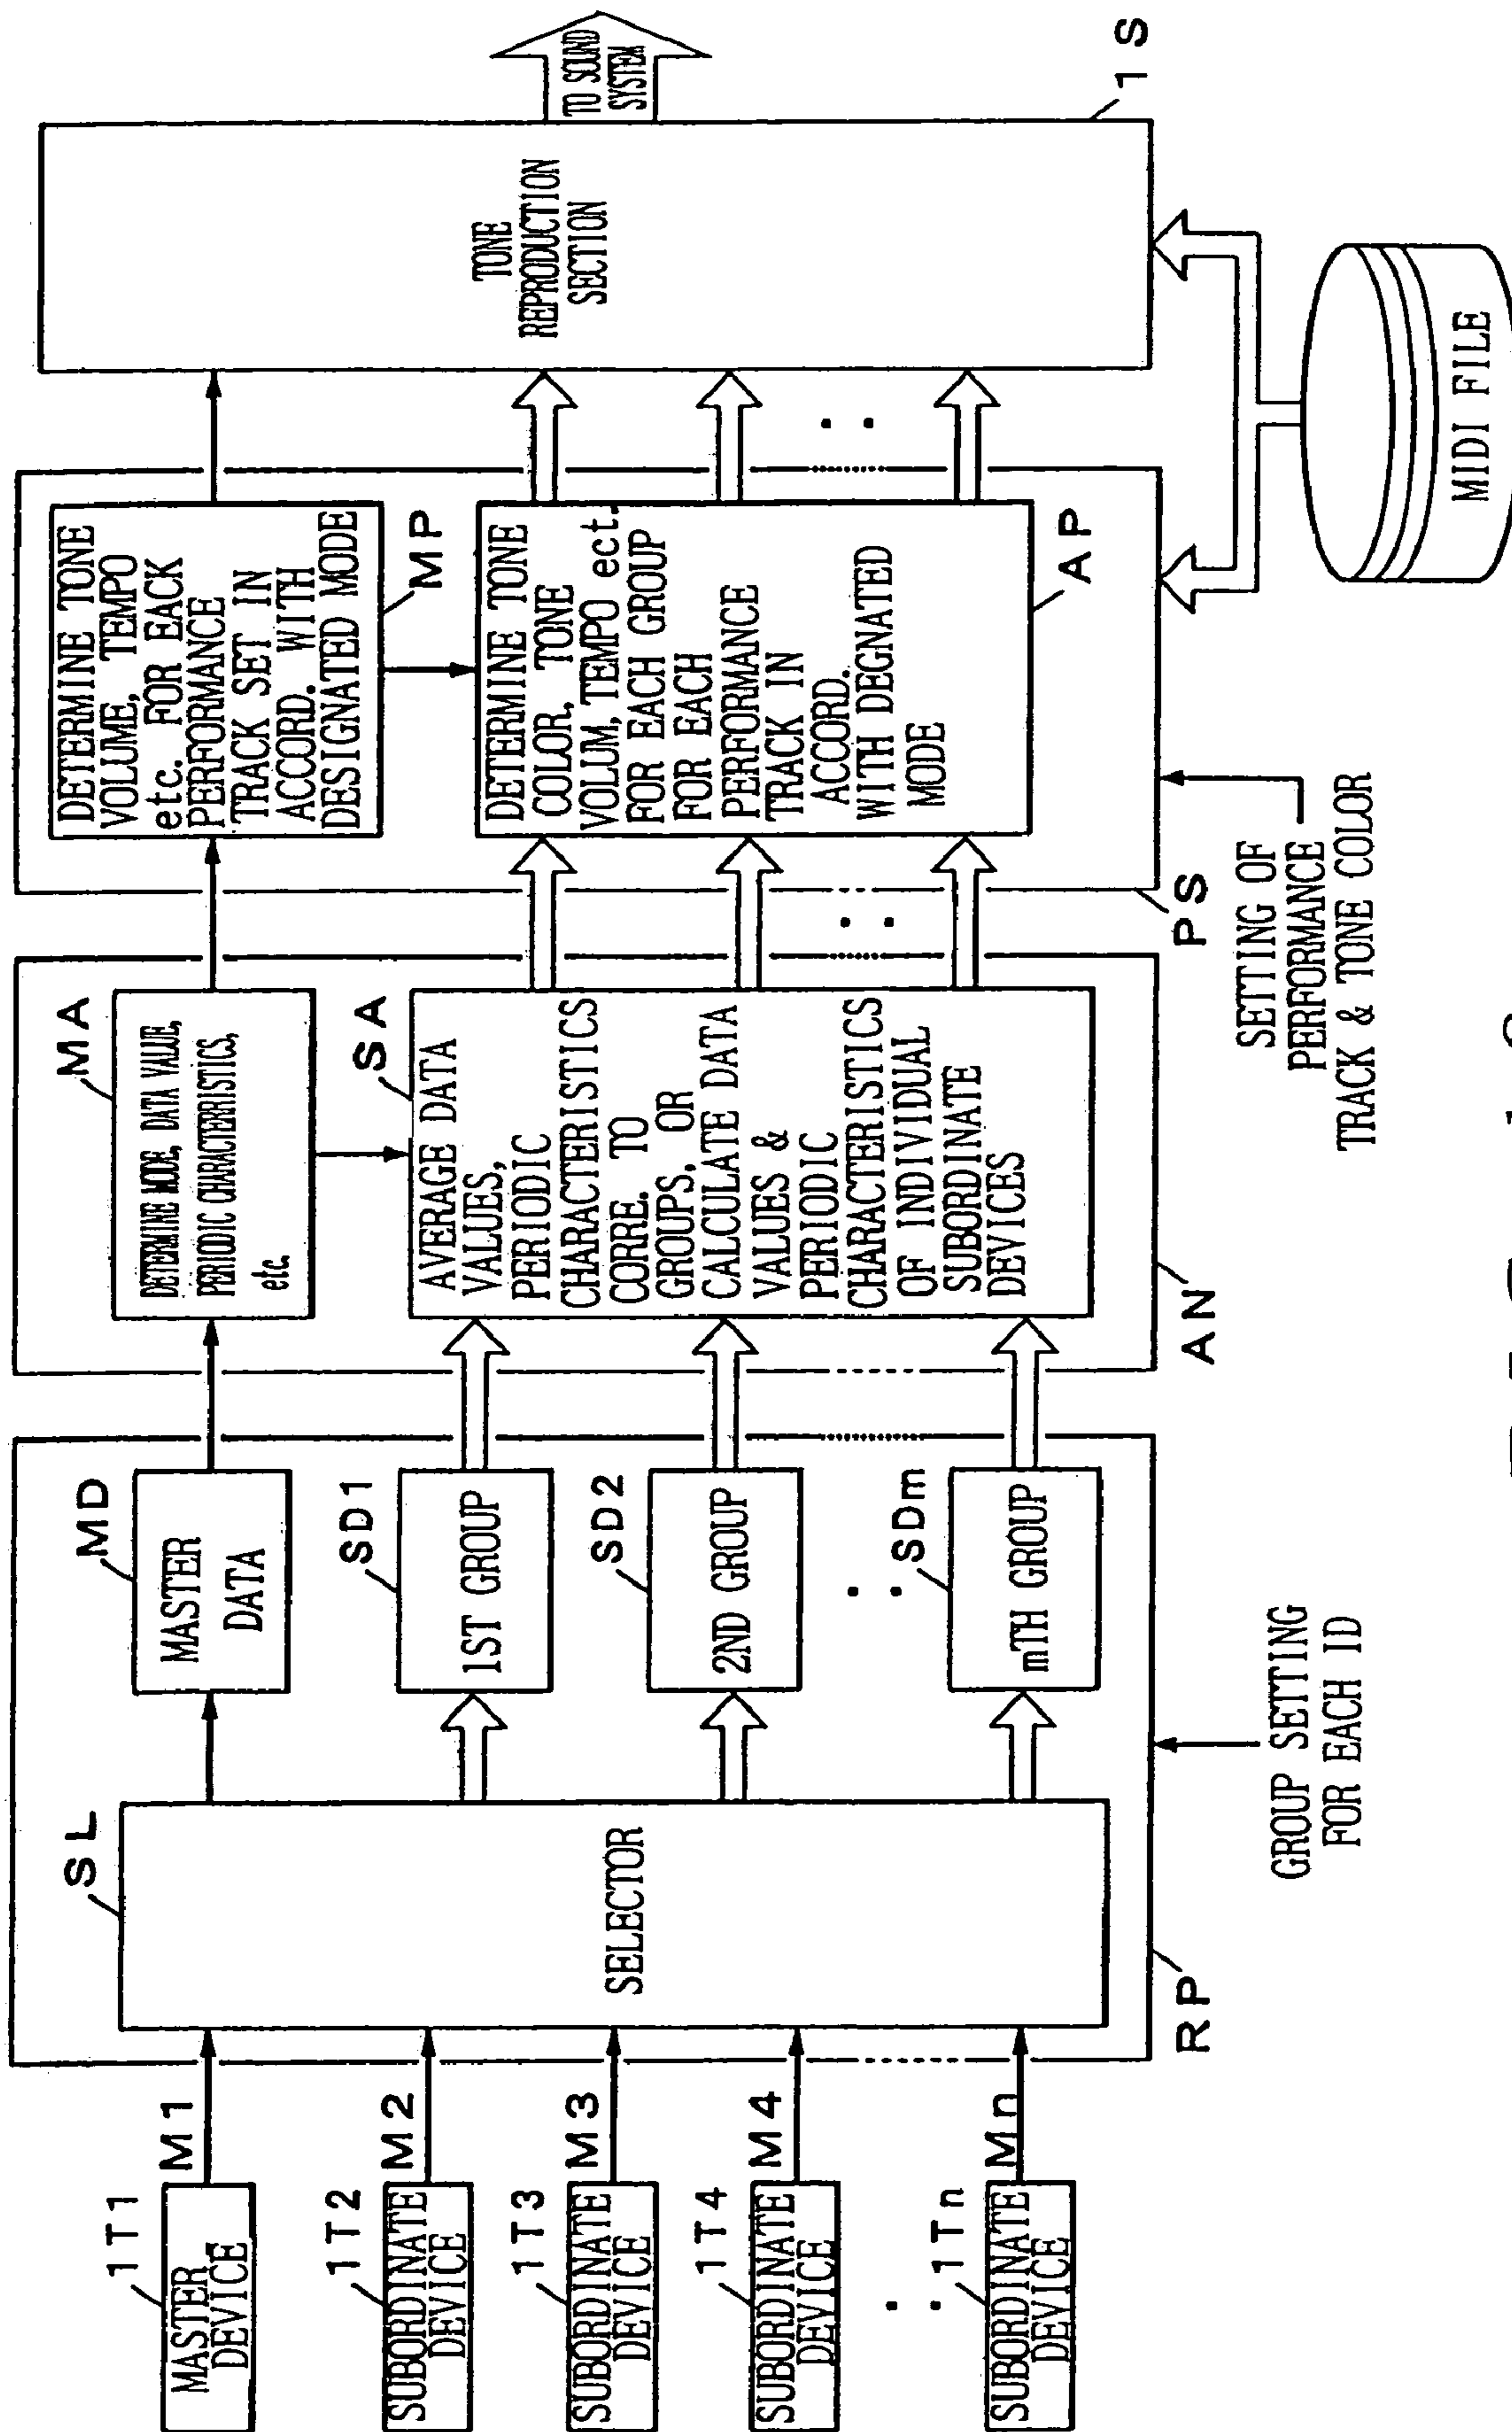 1T1
MASTER
DEVICE
M1
1T2
SUBORDINATE
DEVICE
M2
1T3
SUBORDINATE
DEVICE
M3
1T4
SUBORDINATE
DEVICE
M4
1Tn
SUBORDINATE
DEVICE
Mn
SL
SELECTOR
RP
GROUP SETTING
FOR EACH ID
MD
MASTER
DATA
SD1
1ST GROUP
SD2
2ND GROUP
SDm
mTH GROUP
MA
DETERMINE MODE, DATA VALUE,
PERIODIC CHARACTERRISTICS,
etc.
SA
AVERAGE DATA
VALUES,
PERIODIC
CHARACTERISTICS
CORRE. TO
GROUPS, OR
CALCULATE DATA
VALUES &
PERIODIC
CHARACTERISTICS
OF INDIVIDUAL
SUBORDINATE
DEVICES
AN
DETERMINE TONE
VOLUME, TEMPO
etc. FOR EACK
PERFORMANCE
TRACK SET IN
ACCORD. WITH
DESIGNATED MODE
MP
DETERMINE TONE
COLOR, TONE
VOLUM, TEMPO ect.
FOR EACH GROUP
FOR EACH
PERFORMANCE
TRACK IN
ACCORD.
WITH DEGNATED
MODE
AP
PS
SETTING OF
PERFORMANCE
TRACK & TONE COLOR
TONE
REPRODUCTION
SECTION
1S
TO SOUND
SYSTEM
MIDI FILE